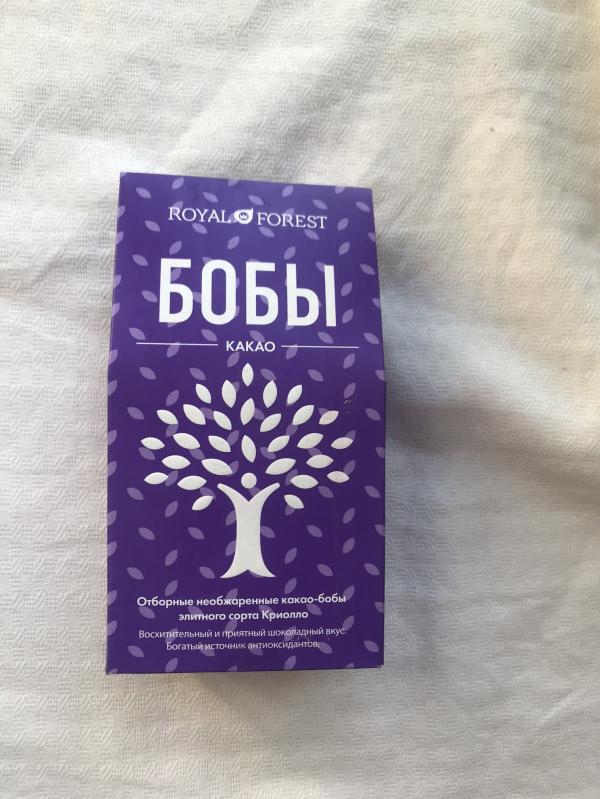 ROYAL FOREST
БОБЫ
КАКАО
Отборные необжаренные какао-бобы
элитного сорта Криолло
Восхитительный и приятный шоколадный вкус.
Богатый источник антиоксидантов.